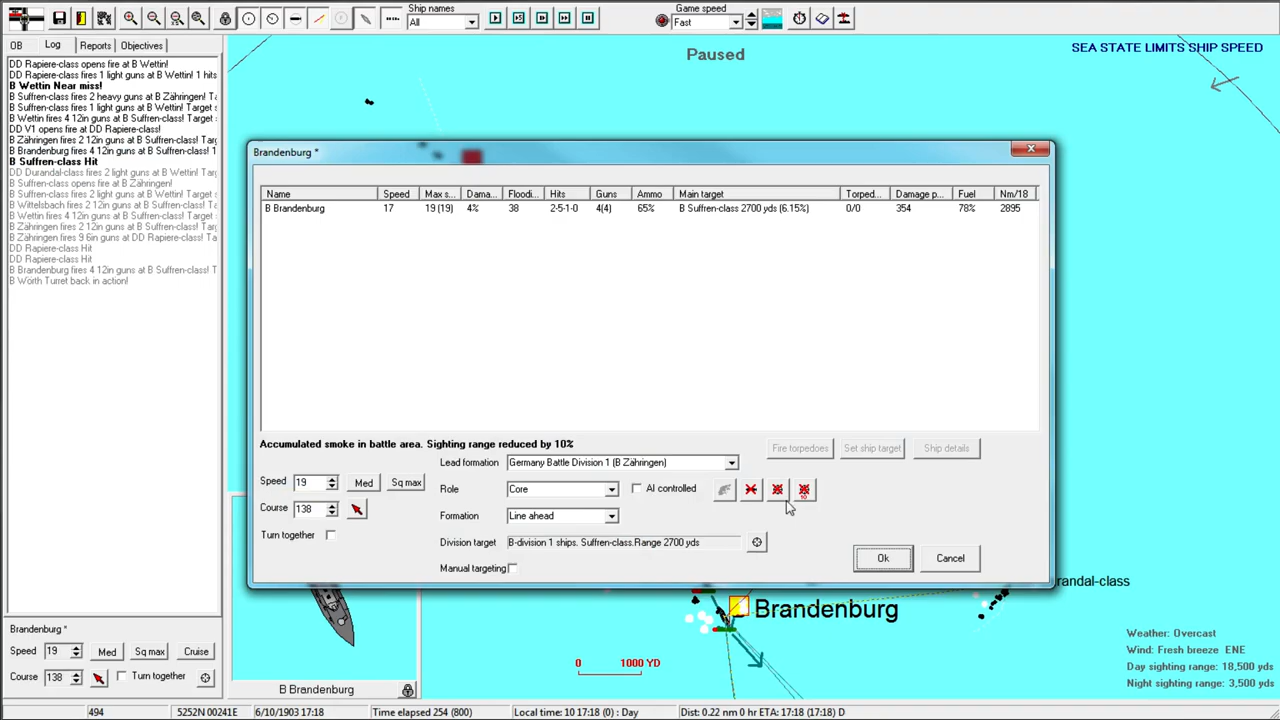 Ship names
All
Game speed
Fast
OB
Log
Reports
Objectives
DD Rapiere-class opens fire at B Wettin!
DD Rapiere-class fires 1 light guns at B Wettin! 1 hits
B Wettin Near miss!
B Suffren-class fires 2 heavy guns at B Zähringen!
B Suffren-class fires 1 light guns at B Wettin! Target
B Wettin fires 4 12in guns at B Suffren-class! Target
DD V1 opens fire at DD Rapiere-class!
B Zähringen fires 2 12in guns at B Suffren-class!
B Brandenburg fires 4 12in guns at B Suffren-class! 1
B Suffren-class Hit
DD Durandal-class fires 2 light guns at B Wettin!
B Suffren-class opens fire at B Zähringen!
B Suffren-class fires 2 light guns at B Wettin! Target
B Wittelsbach fires 2 12in guns at B Suffren-class!
B Wettin fires 4 12in guns at B Suffren-class! Target
B Zähringen fires 2 12in guns at B Suffren-class!
B Zähringen fires 9 6in guns at DD Rapiere-class!
DD Rapiere-class Hit
DD Rapiere-class Hit
B Brandenburg fires 4 12in guns at B Suffren-class!
B Wörth Turret back in action!
Paused
SEA STATE LIMITS SHIP SPEED
Brandenburg *
Name Speed Max s... Dama... Floodi... Hits Guns Ammo Main target Torped... Damage p... Fuel Nm/18
B Brandenburg 17 19 (19) 4% 38 2-5-1-0 4(4) 65% B Suffren-class 2700 yds (6.15%) 0/0 354 78% 2895
Accumulated smoke in battle area. Sighting range reduced by 10%
Fire torpedoes
Set ship target
Ship details
Lead formation Germany Battle Division 1 (B Zähringen)
Speed 19 Med Sq max
Role Core AI controlled
10
Course 138
Formation Line ahead
Turn together
Division target B-division 1 ships. Suffren-class.Range 2700 yds
Manual targeting
Ok
Cancel
randal-class
Brandenburg
0 1000 YD
Weather: Overcast
Wind: Fresh breeze ENE
Day sighting range: 18,500 yds
Night sighting range: 3,500 yds
Brandenburg *
Speed 19 Med Sq max Cruise
Course 138 Turn together
B Brandenburg
494
5252N 00241E
6/10/1903 17:18
Time elapsed 254 (800)
Local time: 10 17:18 (0) : Day
Dist: 0.22 nm 0 hr ETA: 17:18 (17:18) D